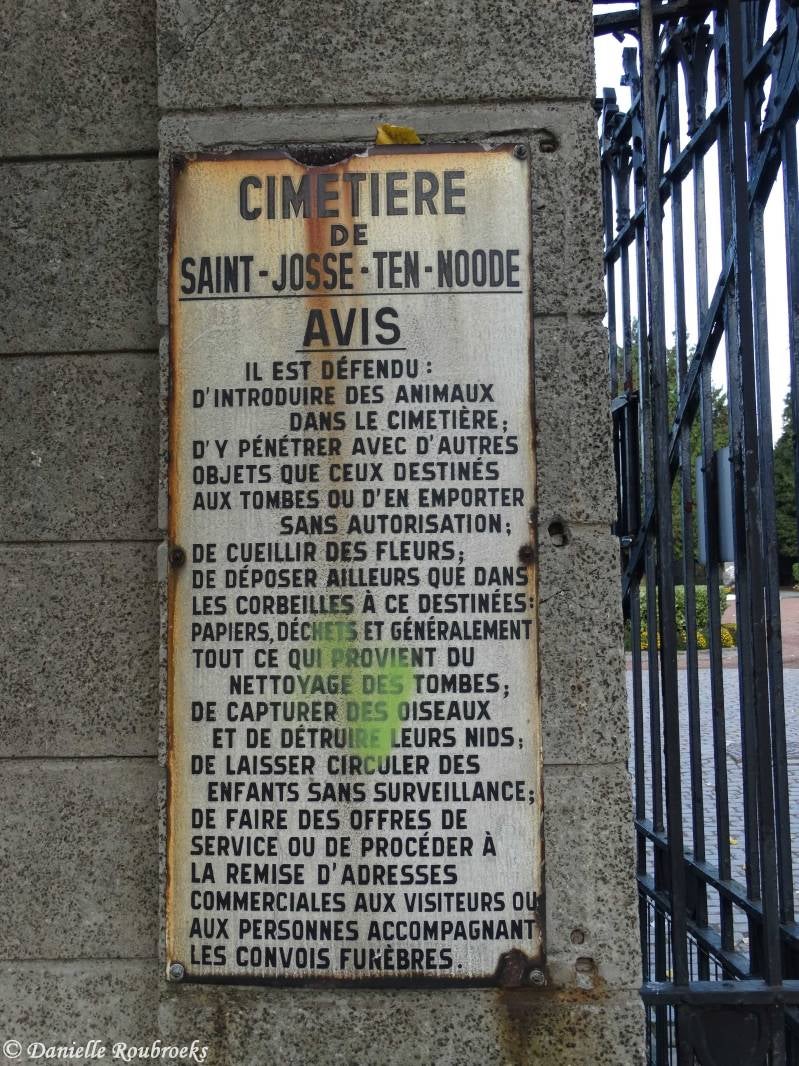 CIMETIERE
DE
SAINT-JOSSE-TEN-NOODE
AVIS
IL EST DÉFENDU :
D'INTRODUIRE DES ANIMAUX
DANS LE CIMETIÈRE;
D'Y PÉNÉTRER AVEC D'AUTRES
OBJETS QUE CEUX DESTINÉS
AUX TOMBES OU D'EN EMPORTER
SANS AUTORISATION;
DE CUEILLIR DES FLEURS;
DE DÉPOSER AILLEURS QUE DANS
LES CORBEILLES À CE DESTINÉES:
PAPIERS, DÉCHETS ET GÉNÉRALEMENT
TOUT CE QUI PROVIENT DU
NETTOYAGE DES TOMBES;
DE CAPTURER DES OISEAUX
ET DE DÉTRUIRE LEURS NIDS;
DE LAISSER CIRCULER DES
ENFANTS SANS SURVEILLANCE;
DE FAIRE DES OFFRES DE
SERVICE OU DE PROCÉDER À
LA REMISE D'ADRESSES
COMMERCIALES AUX VISITEURS OU
AUX PERSONNES ACCOMPAGNANT
LES CONVOIS FUNÈBRES.
© Danielle Roubroeks